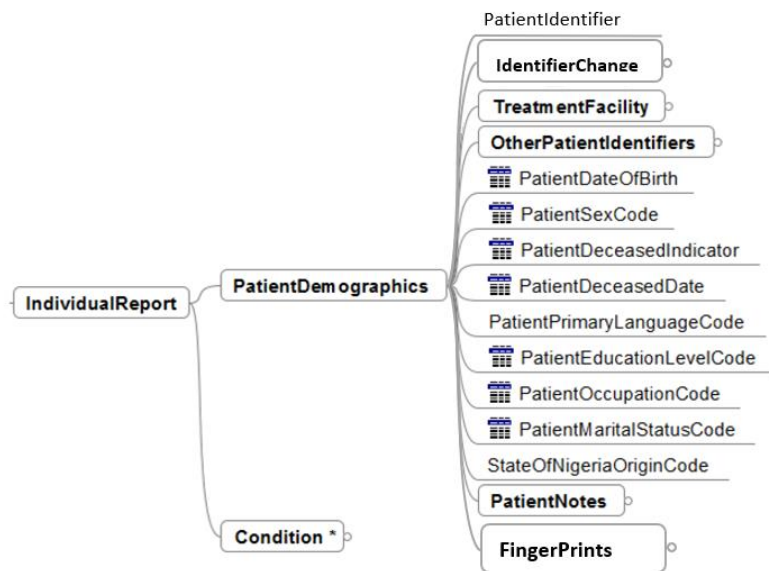 PatientIdentifier
IdentifierChange
TreatmentFacility
OtherPatientIdentifiers
PatientDateOfBirth
PatientSexCode
PatientDeceasedIndicator
PatientDemographics
PatientDeceasedDate
IndividualReport
PatientPrimaryLanguageCode
PatientEducationLevelCode
PatientOccupationCode
PatientMaritalStatusCode
StateOfNigeriaOriginCode
PatientNotes
Condition *
FingerPrints